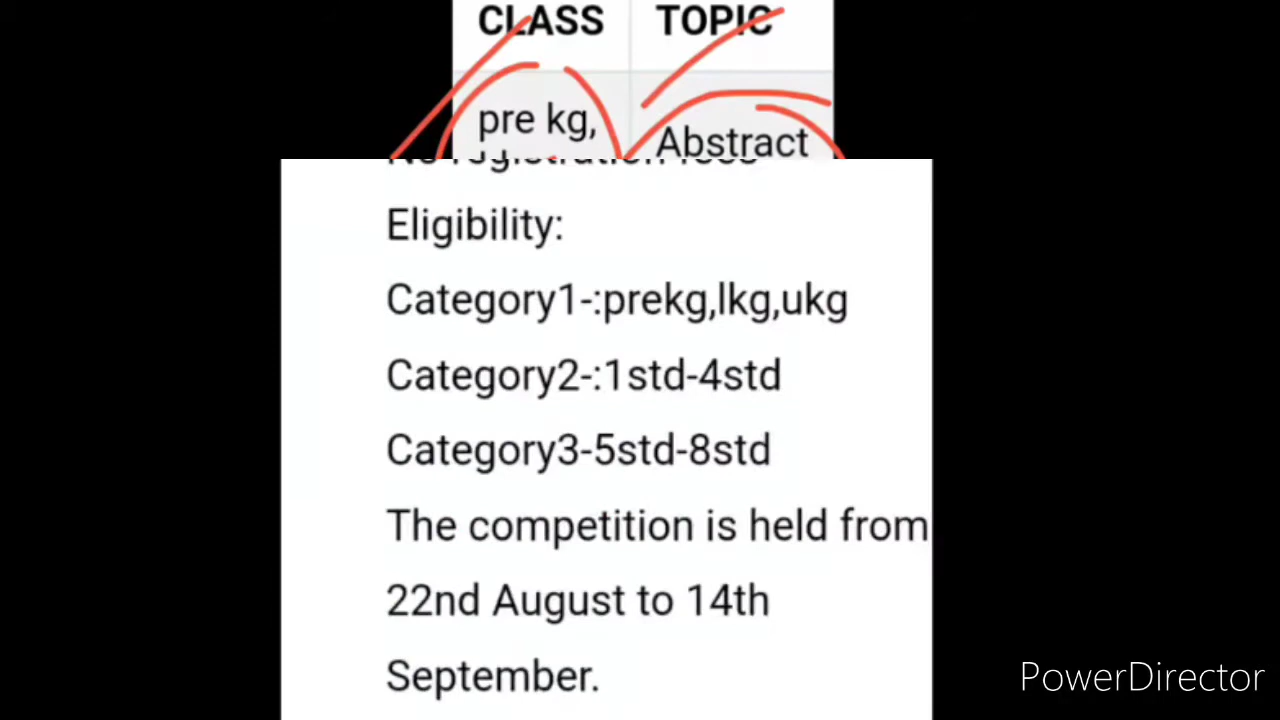 CLASS TOPIC
pre kg, Abstract
Eligibility:
Category1-:prekg,lkg,ukg
Category2-:1std-4std
Category3-5std-8std
The competition is held from
22nd August to 14th
September.
PowerDirector